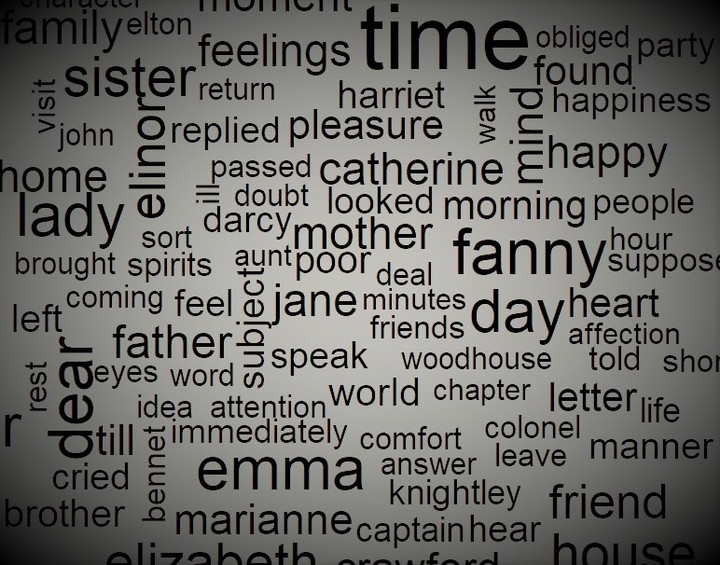 character moment
family elton time obliged party
feelings found
sister return harriet walk mind happiness
visit john elinor replied pleasure happy
home passed catherine
ill doubt looked morning people
lady darcy
sort mother fanny hour
brought spirits aunt poor deal suppose
coming feel subject jane minutes day heart
left friends affection
father speak woodhouse told shor
rest dear eyes word world chapter letter life
idea attention
r till immediately comfort colonel manner
cried bennet emma answer leave
knightley friend
brother marianne captain hear
elizabeth crawford house